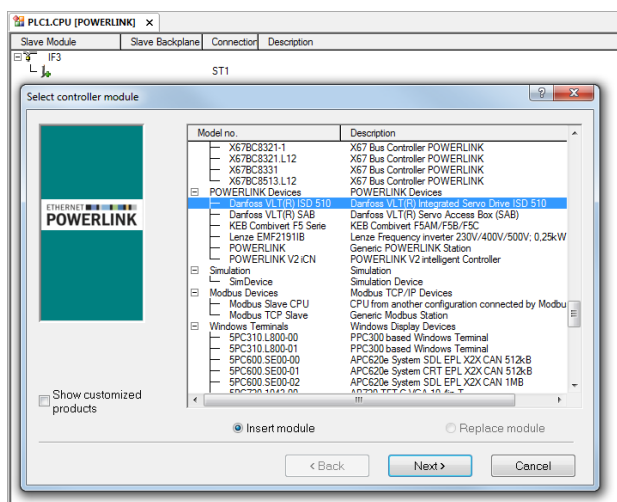 PLC1.CPU [POWERLINK]
Slave Module Slave Backplane Connection Description
IF3
ST1
Select controller module
Model no. Description
X67BC8321-1 X67 Bus Controller POWERLINK
X67BC8321.L12 X67 Bus Controller POWERLINK
X67BC8331 X67 Bus Controller POWERLINK
X67BC8513.L12 X67 Bus Controller POWERLINK
POWERLINK Devices POWERLINK Devices
Danfoss VLT(R) ISD 510 Danfoss VLT(R) Integrated Servo Drive ISD 510
Danfoss VLT(R) SAB Danfoss VLT(R) Servo Access Box (SAB)
KEB Combivert F5 Serie KEB Combivert F5AM/F5B/F5C
Lenze EMF2191IB Lenze Frequency inverter 230V/400V/500V; 0,25kW
POWERLINK Generic POWERLINK Station
POWERLINK V2 iCN POWERLINK V2 intelligent Controller
Simulation Simulation
SimDevice Simulation Device
Modbus Devices Modbus TCP/IP Devices
Modbus Slave CPU CPU from another configuration connected by Modbu
Modbus TCP Slave Generic Modbus Station
Windows Terminals Windows Display Devices
5PC310.L800-00 PPC300 based Windows Terminal
5PC310.L800-01 PPC300 based Windows Terminal
5PC600.SE00-00 APC620e System SDL EPL X2X CAN 512kB
5PC600.SE00-01 APC620e System CRT EPL X2X CAN 512kB
5PC600.SE00-02 APC620e System SDL EPL X2X CAN 1MB
ETHERNET
POWERLINK
Show customized
products
Insert module Replace module
< Back Next > Cancel